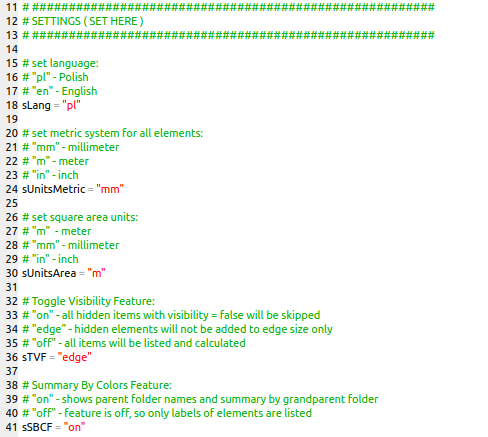 11 # ########################################################
12 # SETTINGS ( SET HERE )
13 # ########################################################
14
15 # set language:
16 # "pl" - Polish
17 # "en" - English
18 sLang = "pl"
19
20 # set metric system for all elements:
21 # "mm" - millimeter
22 # "m" - meter
23 # "in" - inch
24 sUnitsMetric = "mm"
25
26 # set square area units:
27 # "m"  - meter
28 # "mm" - millimeter
29 # "in" - inch
30 sUnitsArea = "m"
31
32 # Toggle Visibility Feature:
33 # "on" - all hidden items with visibility = false will be skipped
34 # "edge" - hidden elements will not be added to edge size only
35 # "off" - all items will be listed and calculated
36 sTVF = "edge"
37
38 # Summary By Colors Feature:
39 # "on" - shows parent folder names and summary by grandparent folder
40 # "off" - feature is off, so only labels of elements are listed
41 sSBCF = "on"